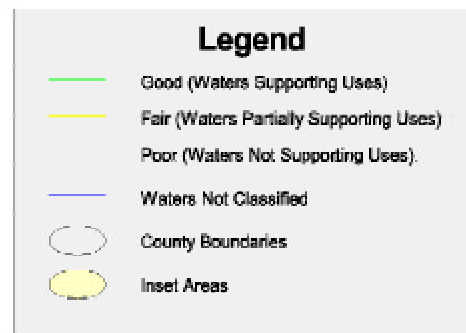 Legend
Good (Waters Supporting Uses)
Fair (Waters Partially Supporting Uses)
Poor (Waters Not Supporting Uses).
Waters Not Classified
County Boundaries
Inset Areas